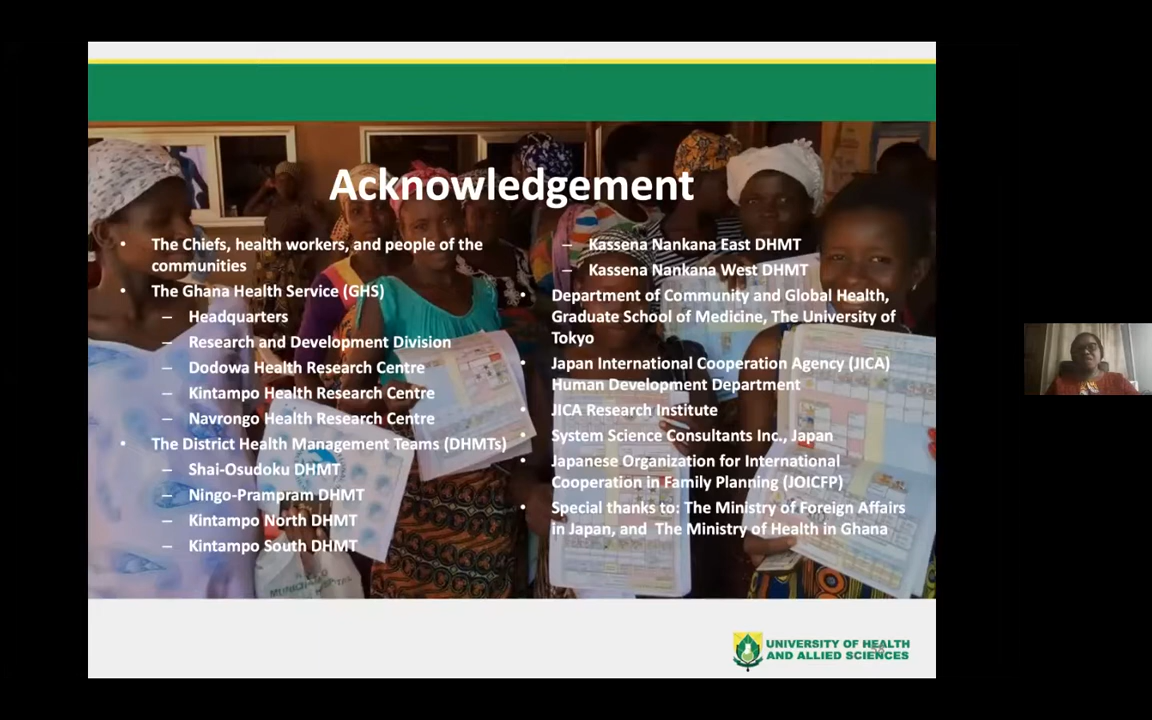 Acknowledgement
• The Chiefs, health workers, and people of the
communities
• The Ghana Health Service (GHS)
– Headquarters
– Research and Development Division
– Dodowa Health Research Centre
– Kintampo Health Research Centre
– Navrongo Health Research Centre
• The District Health Management Teams (DHMTs)
– Shai-Osudoku DHMT
– Ningo-Prampram DHMT
– Kintampo North DHMT
– Kintampo South DHMT
– Kassena Nankana East DHMT
– Kassena Nankana West DHMT
• Department of Community and Global Health,
Graduate School of Medicine, The University of
Tokyo
• Japan International Cooperation Agency (JICA)
Human Development Department
• JICA Research Institute
• System Science Consultants Inc., Japan
• Japanese Organization for International
Cooperation in Family Planning (JOICFP)
• Special thanks to: The Ministry of Foreign Affairs
in Japan, and The Ministry of Health in Ghana
UNIVERSITY OF HEALTH
AND ALLIED SCIENCES